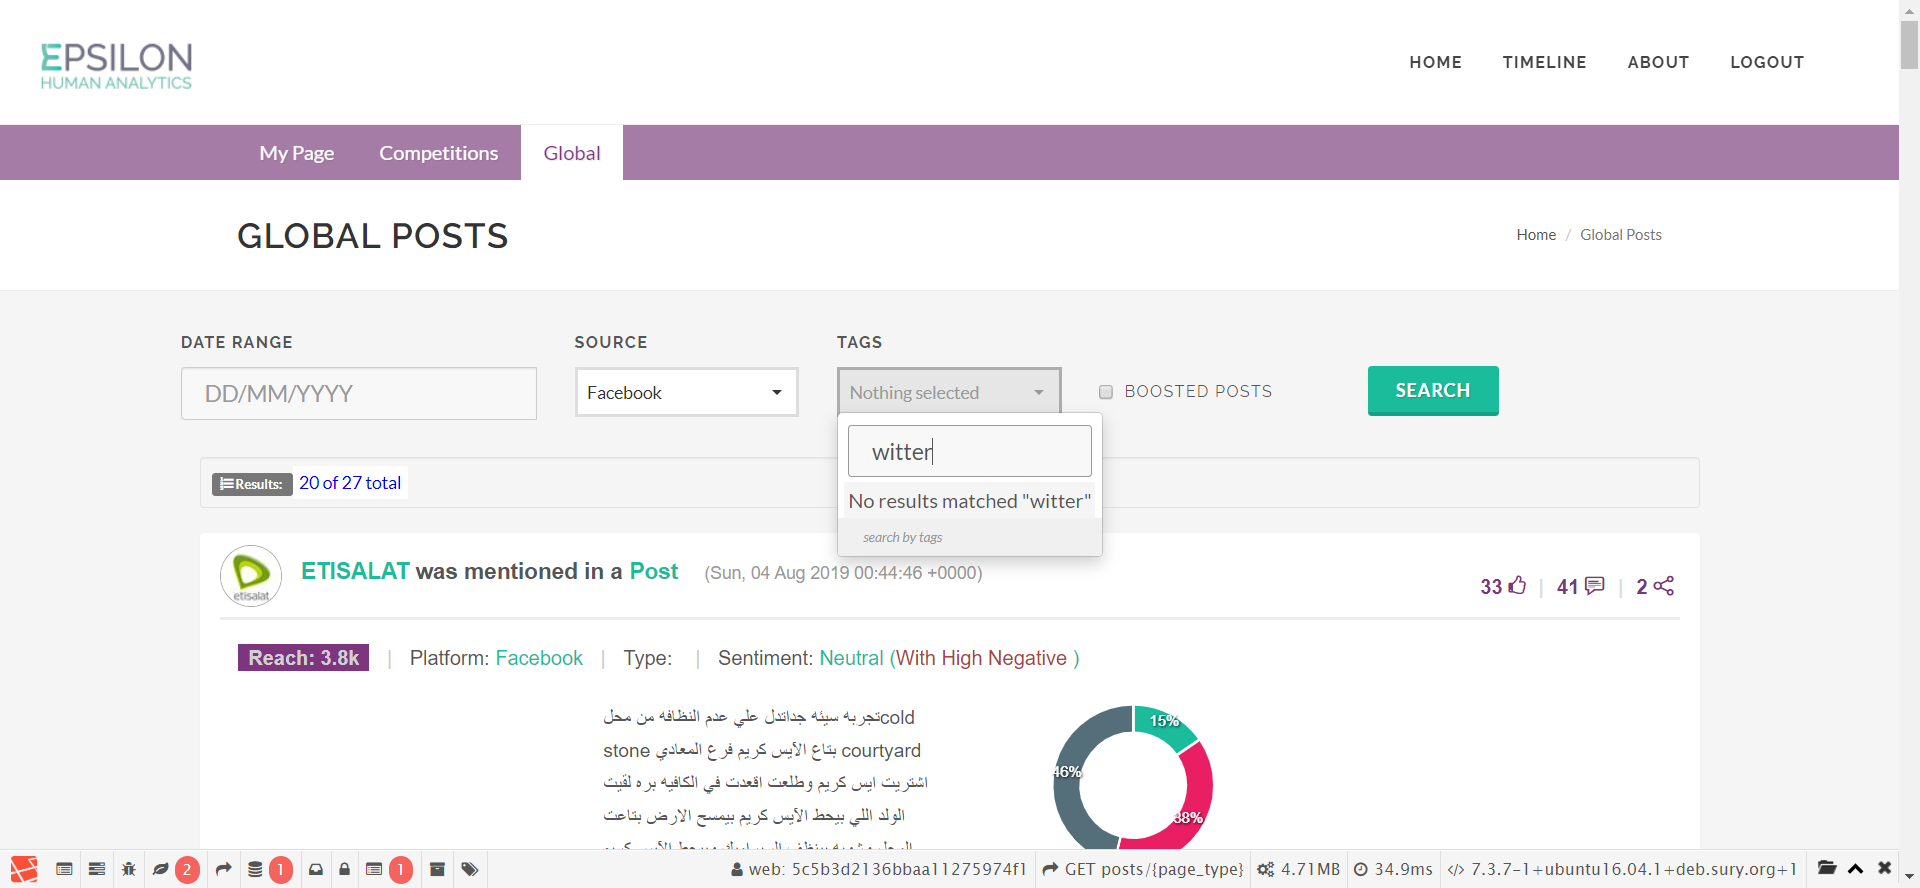 EPSILON
HUMAN ANALYTICS
HOME TIMELINE ABOUT LOGOUT
My Page Competitions Global
GLOBAL POSTS
Home / Global Posts
DATE RANGE SOURCE TAGS
DD/MM/YYYY Facebook Nothing selected BOOSTED POSTS SEARCH
witter
No results matched "witter"
search by tags
Results: 20 of 27 total
etisalat
ETISALAT was mentioned in a Post (Sun, 04 Aug 2019 00:44:46 +0000)
33 | 41 | 2
Reach: 3.8k | Platform: Facebook | Type: | Sentiment: Neutral (With High Negative )
تجربه سيئه جداتدل علي عدم النظافه من محلcold
stone بتاع الآيس كريم فرع المعادي courtyard
اشتريت ايس كريم وطلعت اقعدت في الكافيه بره لقيت
الولد اللي بيحط الآيس كريم بيمسح الارض بتاعت
15%
46%
38%
2 1 1 web: 5c5b3d2136bbaa11275974f1 GET posts/{page_type} 4.71MB 34.9ms 7.3.7-1+ubuntu16.04.1+deb.sury.org+1